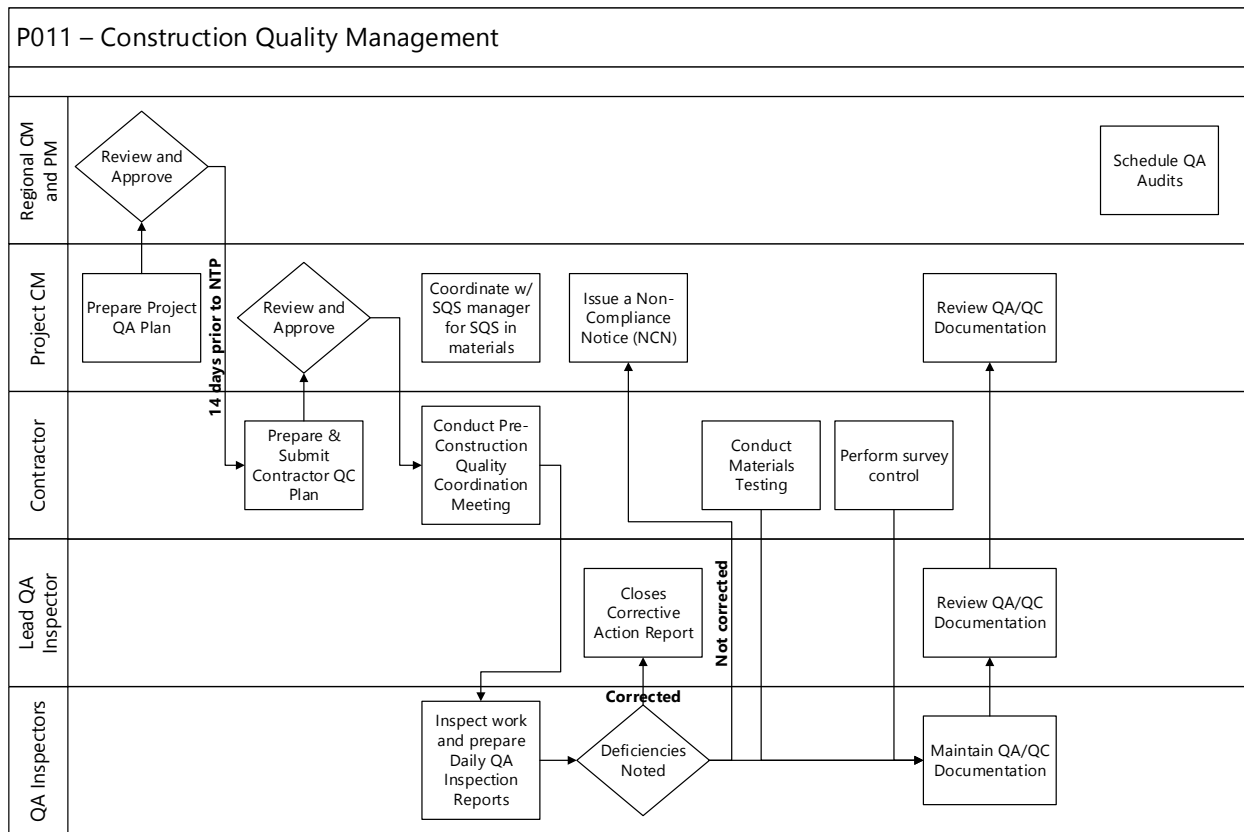 P011 – Construction Quality Management
Regional CM
and PM
Review and
Approve
Schedule QA
Audits
Project CM
Prepare Project
QA Plan
14 days prior to NTP
Review and
Approve
Coordinate w/
SQS manager
for SQS in
materials
Issue a Non-
Compliance
Notice (NCN)
Review QA/QC
Documentation
Contractor
Prepare &
Submit
Contractor QC
Plan
Conduct Pre-
Construction
Quality
Coordination
Meeting
Conduct
Materials
Testing
Perform survey
control
Lead QA
Inspector
Closes
Corrective
Action Report
Not corrected
Review QA/QC
Documentation
QA Inspectors
Inspect work
and prepare
Daily QA
Inspection
Reports
Corrected
Deficiencies
Noted
Maintain QA/QC
Documentation